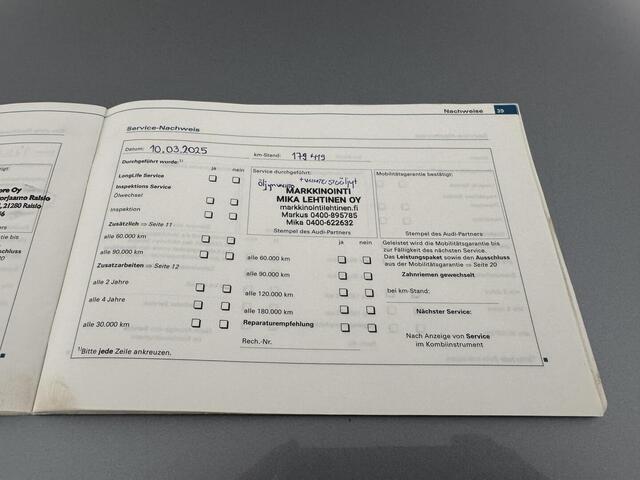 Nachweise 39
Service-Nachweis
Datum: 10.03.2025
km-Stand: 179 419
Durchgeführt wurde:¹⁾
ja nein
LongLife Service
Inspektions Service
Ölwechsel
Inspektion
Zusätzlich ⇒ Seite 11
alle 60.000 km
alle 90.000 km
Zusatzarbeiten ⇒ Seite 12
alle 2 Jahre
alle 4 Jahre
alle 30.000 km
¹⁾Bitte jede Zeile ankreuzen.
Service durchgeführt:
MARKKINOINTI
MIKA LEHTINEN OY
markkinointilehtinen.fi
Markus 0400-895785
Mika 0400-622632
Stempel des Audi-Partners
ja nein
alle 60.000 km
alle 90.000 km
alle 120.000 km
alle 180.000 km
Reparaturempfehlung
Rech.-Nr.
Mobilitätsgarantie bestätigt:
Stempel des Audi-Partners
Geleistet wird die Mobilitätsgarantie bis
zur Fälligkeit des nächsten Service.
Das Leistungspaket sowie den Ausschluss
aus der Mobilitätsgarantie ⇒ Seite 20
Zahnriemen gewechselt
bei km-Stand:
Nächster Service:
Nach Anzeige von Service
im Kombiinstrument
ore Oy
orjaamo Raisio
, 21280 Raisio